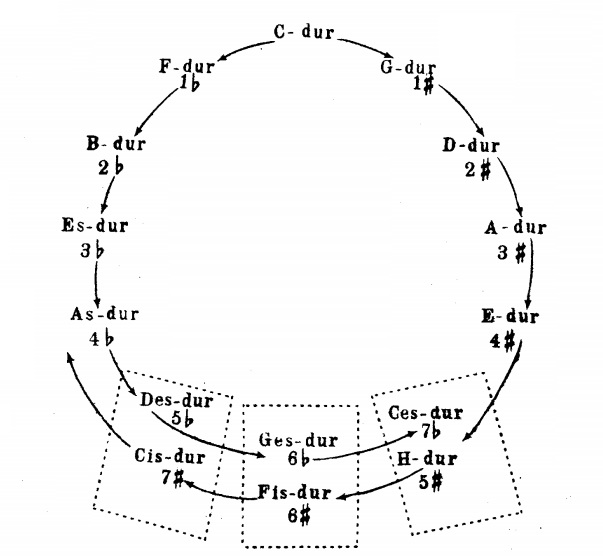 C- dur
F-dur
1♭
G-dur
1♯
B- dur
2♭
D-dur
2♯
Es-dur
3♭
A-dur
3♯
As-dur
4♭
E-dur
4♯
Des-dur
5♭
Ces-dur
7♭
Ges-dur
6♭
Cis-dur
7♯
H-dur
5♯
Fis-dur
6♯